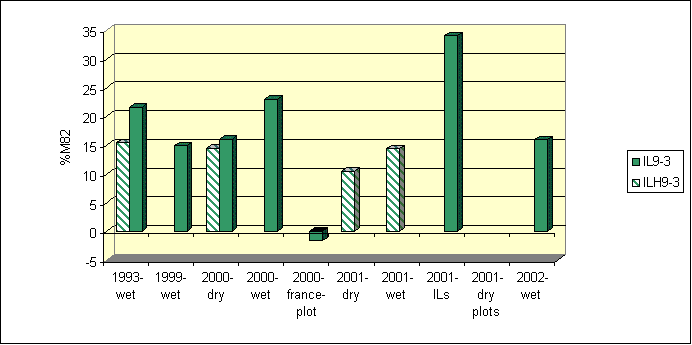 35
30
25
20
15
10
5
0
-5
%M82
1993-
wet
1999-
wet
2000-
dry
2000-
wet
2000-
france-
plot
2001-
dry
2001-
wet
2001-
ILs
2001-
dry
plots
2002-
wet
IL9-3
ILH9-3